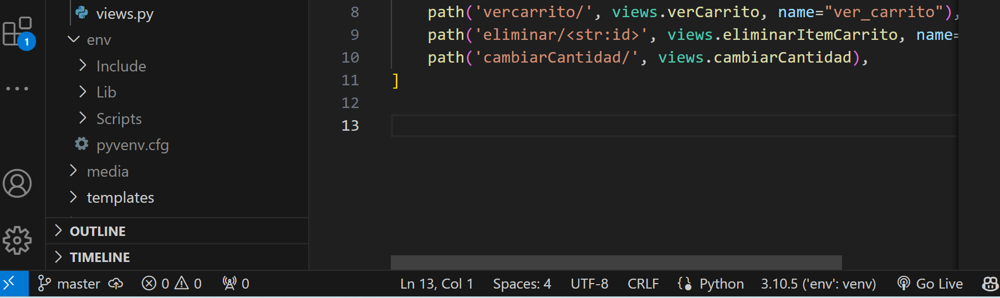 views.py
env
Include
Lib
Scripts
pyvenv.cfg
media
templates
OUTLINE
TIMELINE
1
8 path('vercarrito/', views.verCarrito, name="ver_carrito"),
9 path('eliminar/<str:id>', views.eliminarItemCarrito, name=
10 path('cambiarCantidad/', views.cambiarCantidad),
11 ]
12
13
master 0 0 0 Ln 13, Col 1 Spaces: 4 UTF-8 CRLF Python 3.10.5 ('env': venv) Go Live